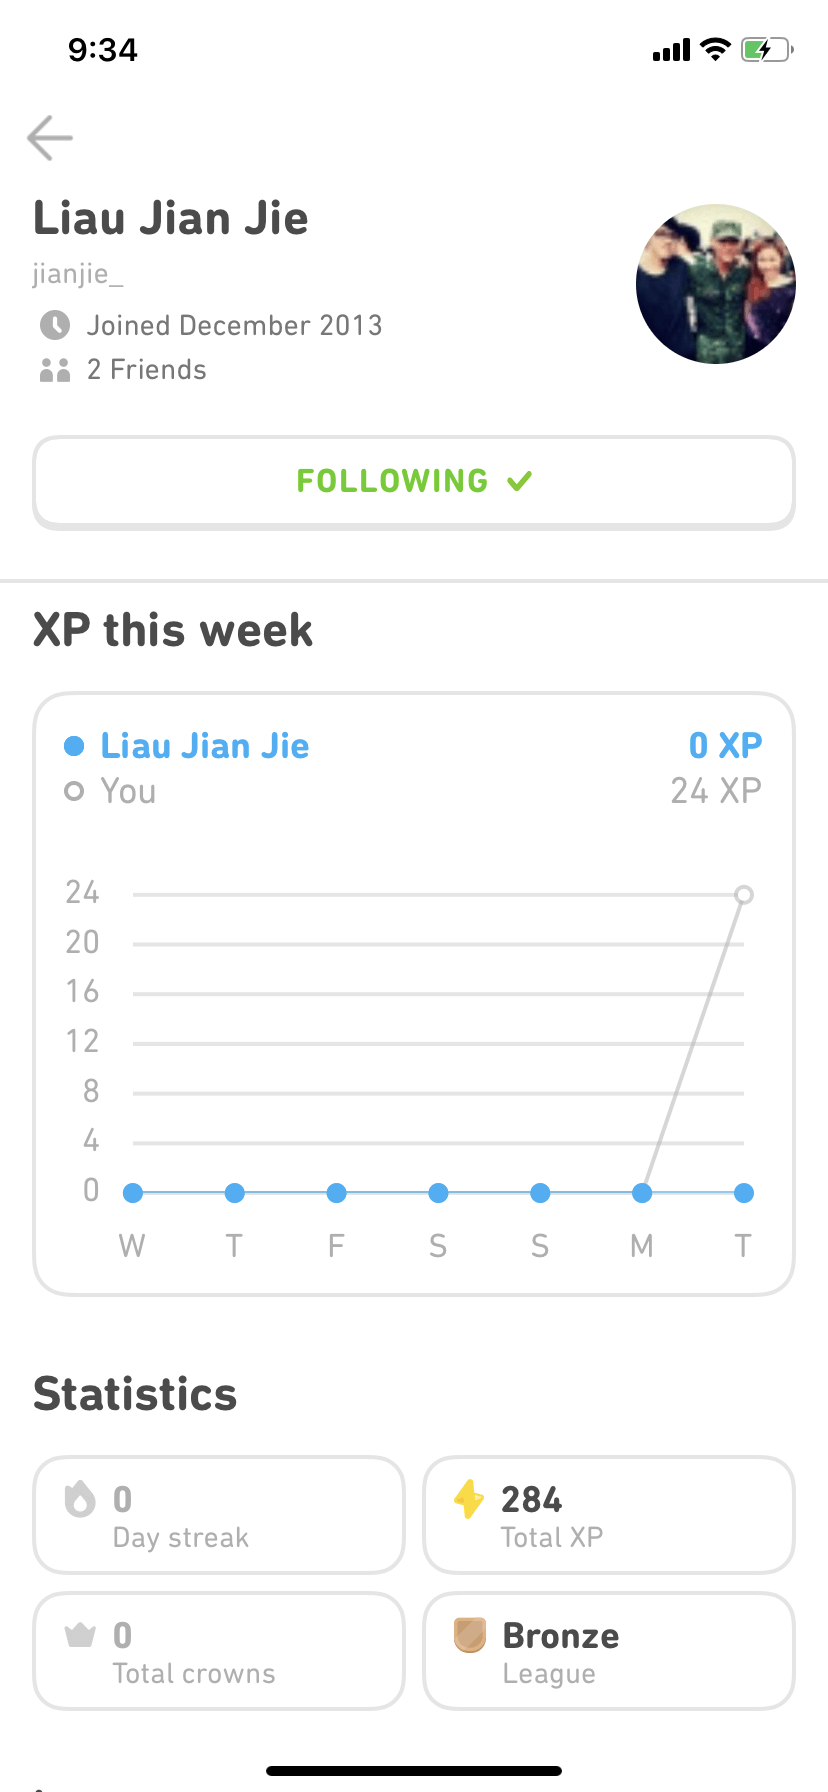 9:34
Liau Jian Jie
jianjie_
Joined December 2013
2 Friends
FOLLOWING
XP this week
Liau Jian Jie 0 XP
You 24 XP
24
20
16
12
8
4
0
W T F S S M T
Statistics
0
Day streak
284
Total XP
0
Total crowns
Bronze
League